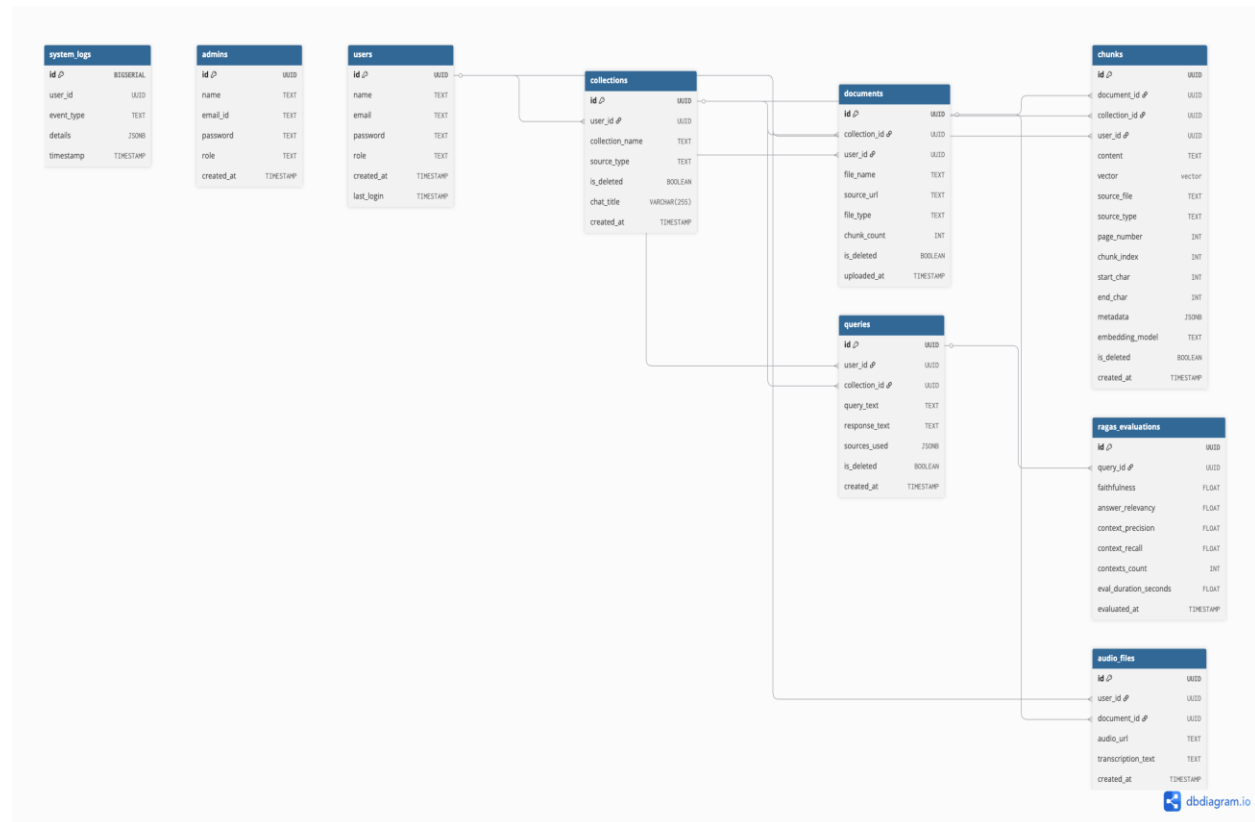 system_logs
id BIGSERIAL
user_id UUID
event_type TEXT
details JSONB
timestamp TIMESTAMP
admins
id UUID
name TEXT
email_id TEXT
password TEXT
role TEXT
created_at TIMESTAMP
users
id UUID
name TEXT
email TEXT
password TEXT
role TEXT
created_at TIMESTAMP
last_login TIMESTAMP
collections
id UUID
user_id UUID
collection_name TEXT
source_type TEXT
is_deleted BOOLEAN
chat_title VARCHAR(255)
created_at TIMESTAMP
documents
id UUID
collection_id UUID
user_id UUID
file_name TEXT
source_url TEXT
file_type TEXT
chunk_count INT
is_deleted BOOLEAN
uploaded_at TIMESTAMP
queries
id UUID
user_id UUID
collection_id UUID
query_text TEXT
response_text TEXT
sources_used JSONB
is_deleted BOOLEAN
created_at TIMESTAMP
chunks
id UUID
document_id UUID
collection_id UUID
user_id UUID
content TEXT
vector vector
source_file TEXT
source_type TEXT
page_number INT
chunk_index INT
start_char INT
end_char INT
metadata JSONB
embedding_model TEXT
is_deleted BOOLEAN
created_at TIMESTAMP
ragas_evaluations
id UUID
query_id UUID
faithfulness FLOAT
answer_relevancy FLOAT
context_precision FLOAT
context_recall FLOAT
contexts_count INT
eval_duration_seconds FLOAT
evaluated_at TIMESTAMP
audio_files
id UUID
user_id UUID
document_id UUID
audio_url TEXT
transcription_text TEXT
created_at TIMESTAMP
dbdiagram.io